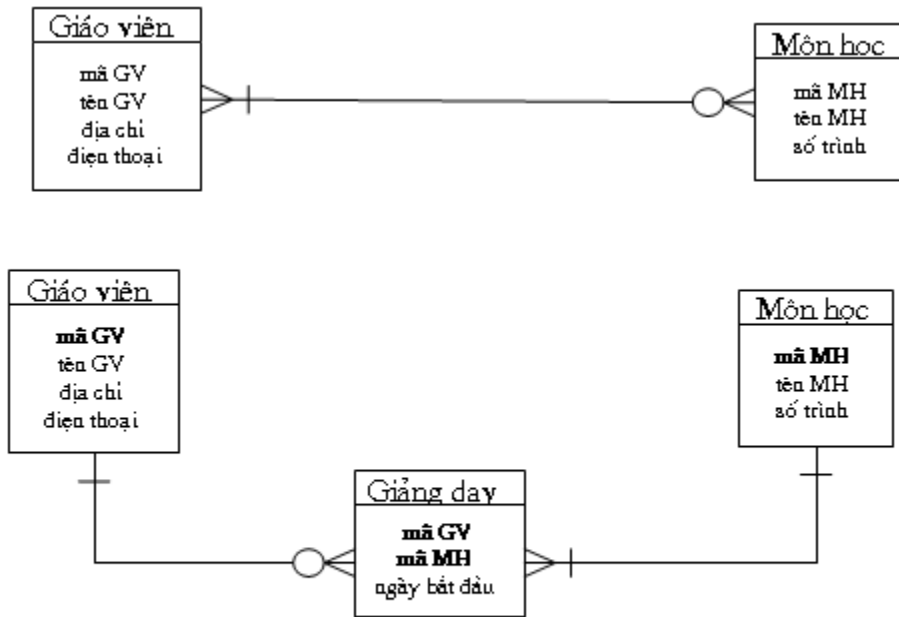 Giáo viên
mã GV
tên GV
địa chỉ
điện thoại
Môn học
mã MH
tên MH
số trình
Giáo viên
mã GV
tên GV
địa chỉ
điện thoại
Môn học
mã MH
tên MH
số trình
Giảng day
mã GV
mã MH
ngày bắt đầu